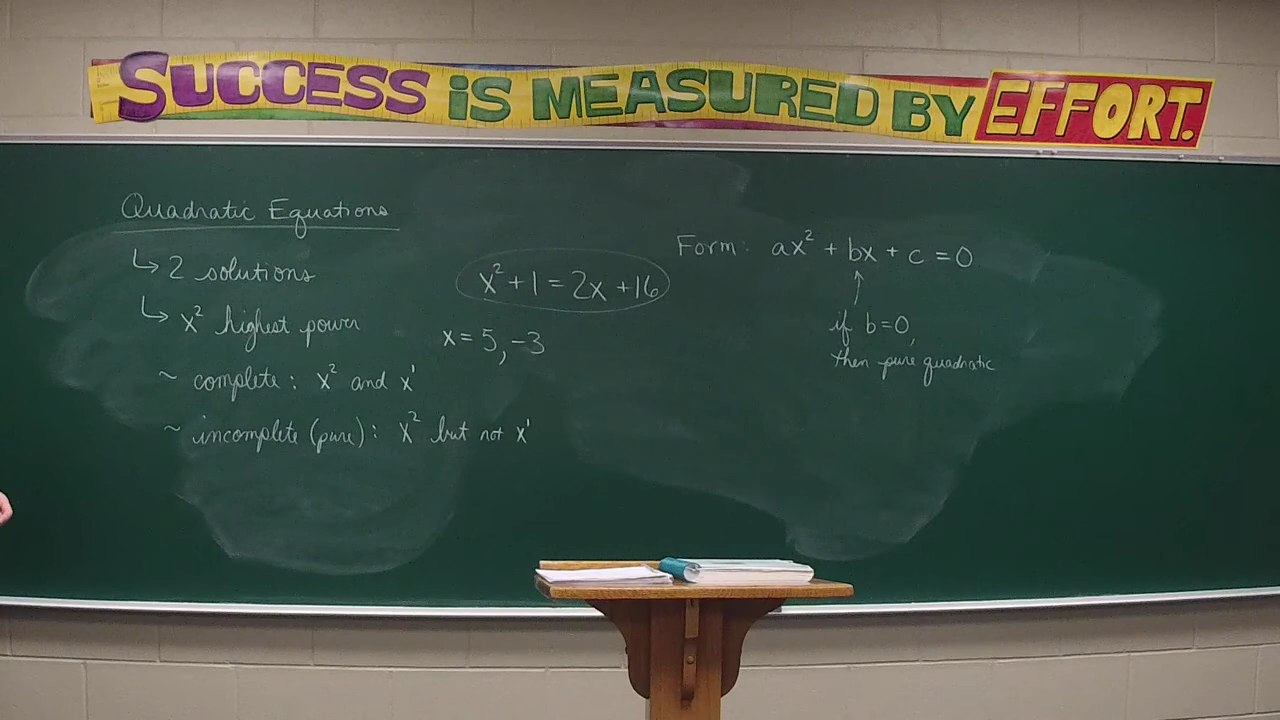 SUCCESS iS MEASURED BY EFFORT.
Quadratic Equations
↳ 2 solutions
↳ x² highest power
~ complete: x² and x¹
~ incomplete (pure): x² but not x¹
x² + 1 = 2x + 16
x = 5, -3
Form: ax² + bx + c = 0
if b = 0,
then pure quadratic